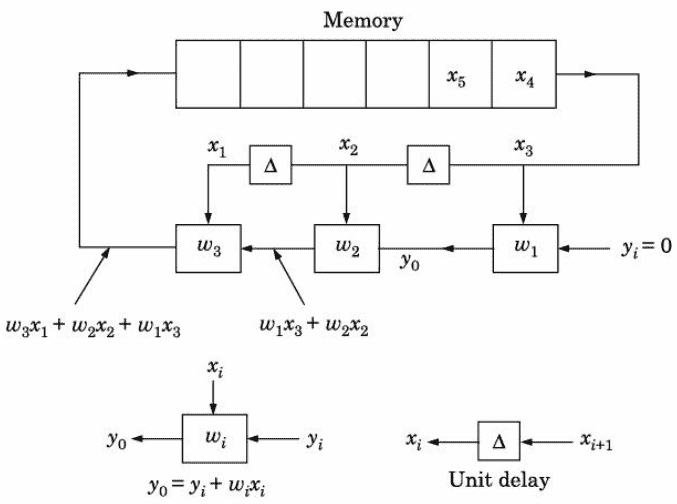 Memory
x₅ x₄
x₁ Δ x₂ Δ x₃
w₃ w₂ y₀ w₁ yᵢ = 0
w₃x₁ + w₂x₂ + w₁x₃ w₁x₃ + w₂x₂
xᵢ
y₀ wᵢ yᵢ xᵢ Δ xᵢ₊₁
y₀ = yᵢ + wᵢxᵢ Unit delay